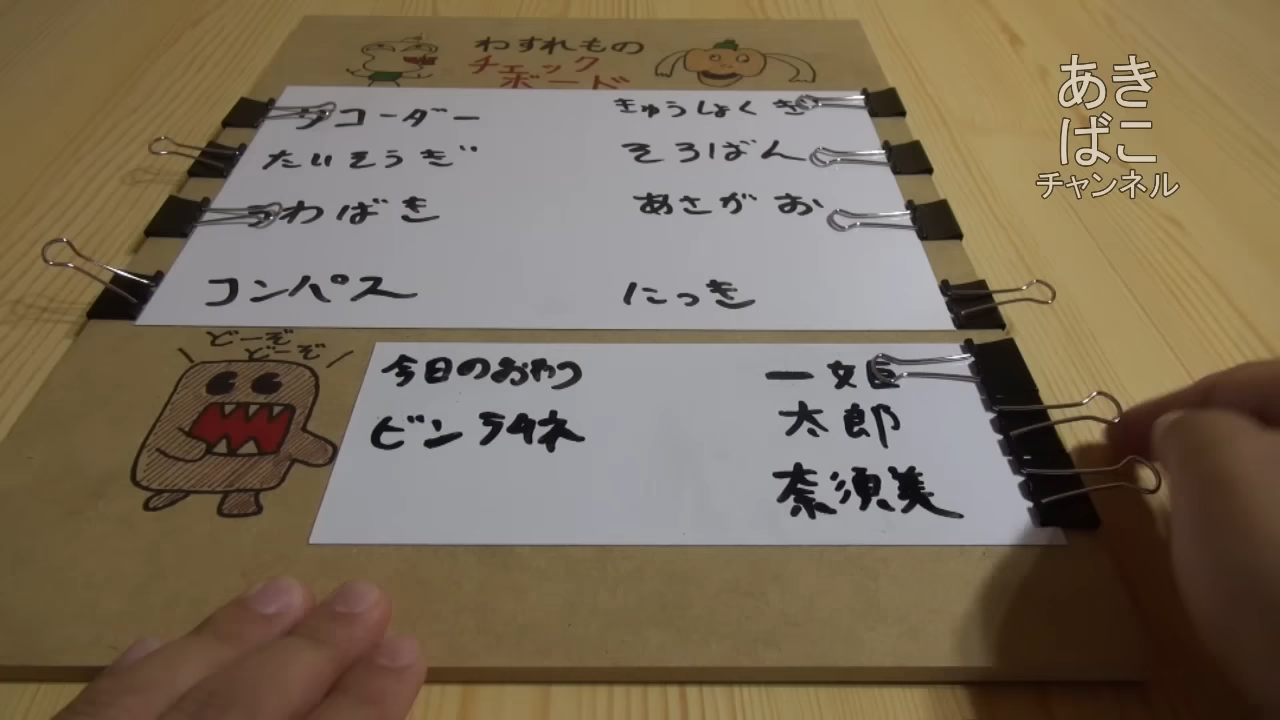 わすれもの
チェック
ボード
リコーダー
たいそうぎ
うわばき
コンパス
きゅうしょくぎ
そろばん
あさがお
にっき
どーぞ
どーぞ
今日のおやつ
ビンラタネ
一姫
太郎
奈須美
あき
ばこ
チャンネル